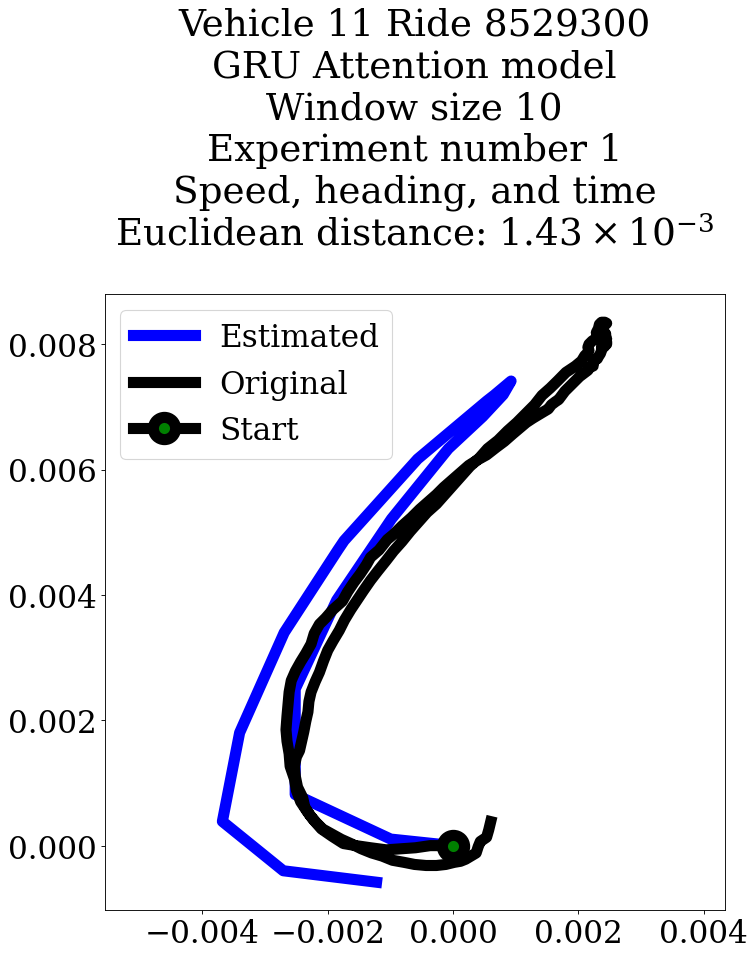 Vehicle 11 Ride 8529300
GRU Attention model
Window size 10
Experiment number 1
Speed, heading, and time
Euclidean distance: 1.43 × 10⁻³
Estimated
Original
Start
0.008
0.006
0.004
0.002
0.000
−0.004 −0.002 0.000 0.002 0.004